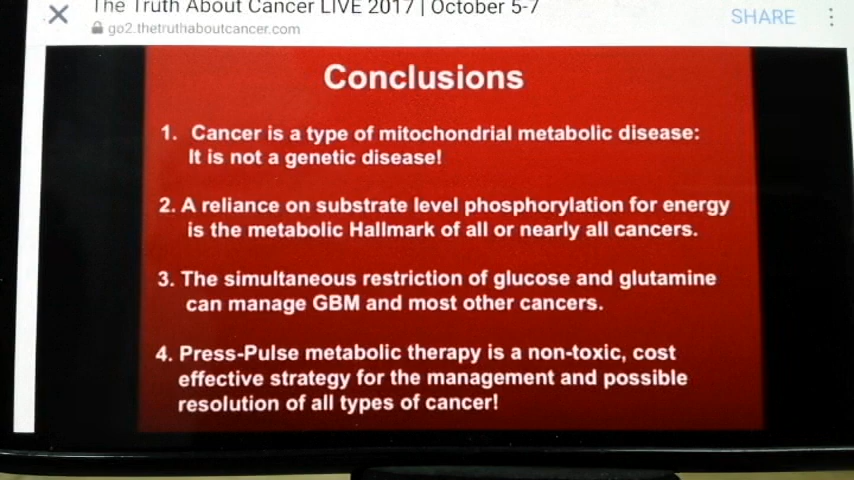 The Truth About Cancer LIVE 2017 | October 5-7
go2.thetruthaboutcancer.com
SHARE
Conclusions
1. Cancer is a type of mitochondrial metabolic disease:
It is not a genetic disease!
2. A reliance on substrate level phosphorylation for energy
is the metabolic Hallmark of all or nearly all cancers.
3. The simultaneous restriction of glucose and glutamine
can manage GBM and most other cancers.
4. Press-Pulse metabolic therapy is a non-toxic, cost
effective strategy for the management and possible
resolution of all types of cancer!